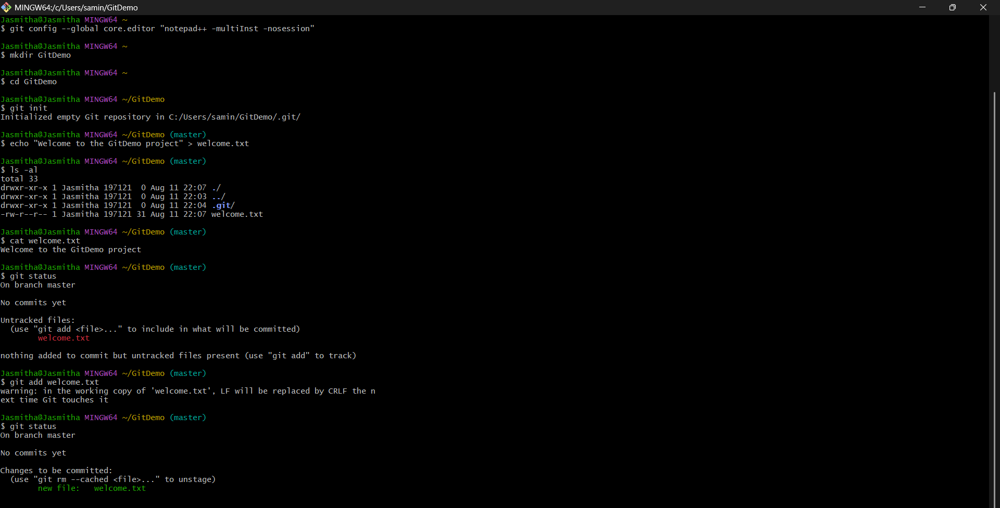 MINGW64:/c/Users/samin/GitDemo
Jasmitha@Jasmitha MINGW64 ~
$ git config --global core.editor "notepad++ -multiInst -nosession"
Jasmitha@Jasmitha MINGW64 ~
$ mkdir GitDemo
Jasmitha@Jasmitha MINGW64 ~
$ cd GitDemo
Jasmitha@Jasmitha MINGW64 ~/GitDemo
$ git init
Initialized empty Git repository in C:/Users/samin/GitDemo/.git/
Jasmitha@Jasmitha MINGW64 ~/GitDemo (master)
$ echo "Welcome to the GitDemo project" > welcome.txt
Jasmitha@Jasmitha MINGW64 ~/GitDemo (master)
$ ls -al
total 33
drwxr-xr-x 1 Jasmitha 197121  0 Aug 11 22:07 ./
drwxr-xr-x 1 Jasmitha 197121  0 Aug 11 22:03 ../
drwxr-xr-x 1 Jasmitha 197121  0 Aug 11 22:04 .git/
-rw-r--r-- 1 Jasmitha 197121 31 Aug 11 22:07 welcome.txt
Jasmitha@Jasmitha MINGW64 ~/GitDemo (master)
$ cat welcome.txt
Welcome to the GitDemo project
Jasmitha@Jasmitha MINGW64 ~/GitDemo (master)
$ git status
On branch master
No commits yet
Untracked files:
  (use "git add <file>..." to include in what will be committed)
        welcome.txt
nothing added to commit but untracked files present (use "git add" to track)
Jasmitha@Jasmitha MINGW64 ~/GitDemo (master)
$ git add welcome.txt
warning: in the working copy of 'welcome.txt', LF will be replaced by CRLF the n
ext time Git touches it
Jasmitha@Jasmitha MINGW64 ~/GitDemo (master)
$ git status
On branch master
No commits yet
Changes to be committed:
  (use "git rm --cached <file>..." to unstage)
        new file:   welcome.txt